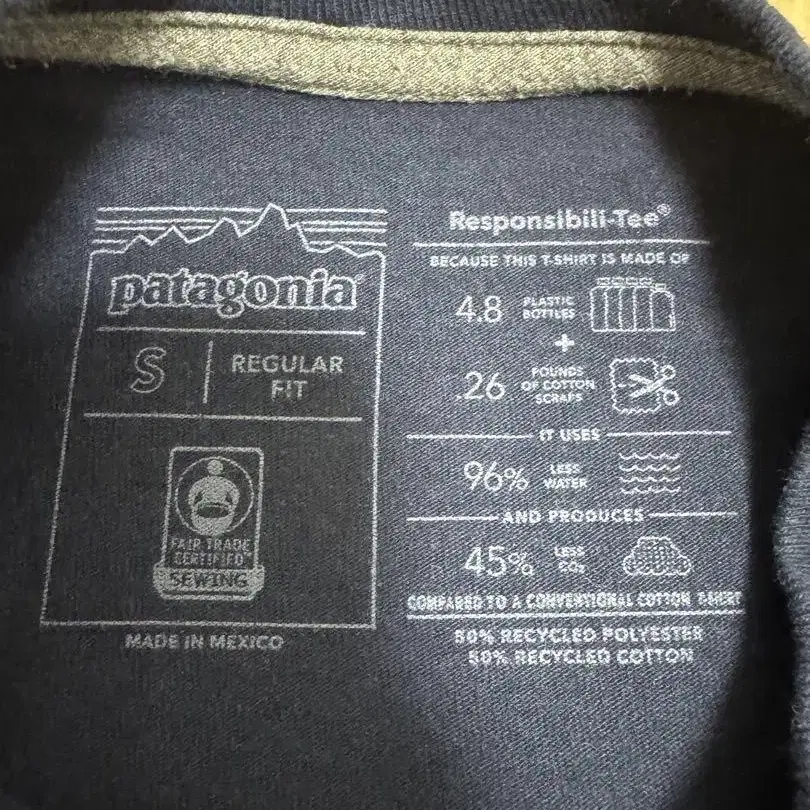 patagonia
S
REGULAR
FIT
FAIR TRADE
CERTIFIED™
SEWING
MADE IN MEXICO
Responsibili-Tee®
BECAUSE THIS T-SHIRT IS MADE OF
4.8 PLASTIC
BOTTLES
+
.26 POUNDS
OF COTTON
SCRAPS
IT USES
96% LESS
WATER
AND PRODUCES
45% LESS
CO₂
COMPARED TO A CONVENTIONAL COTTON T-SHIRT
50% RECYCLED POLYESTER
50% RECYCLED COTTON